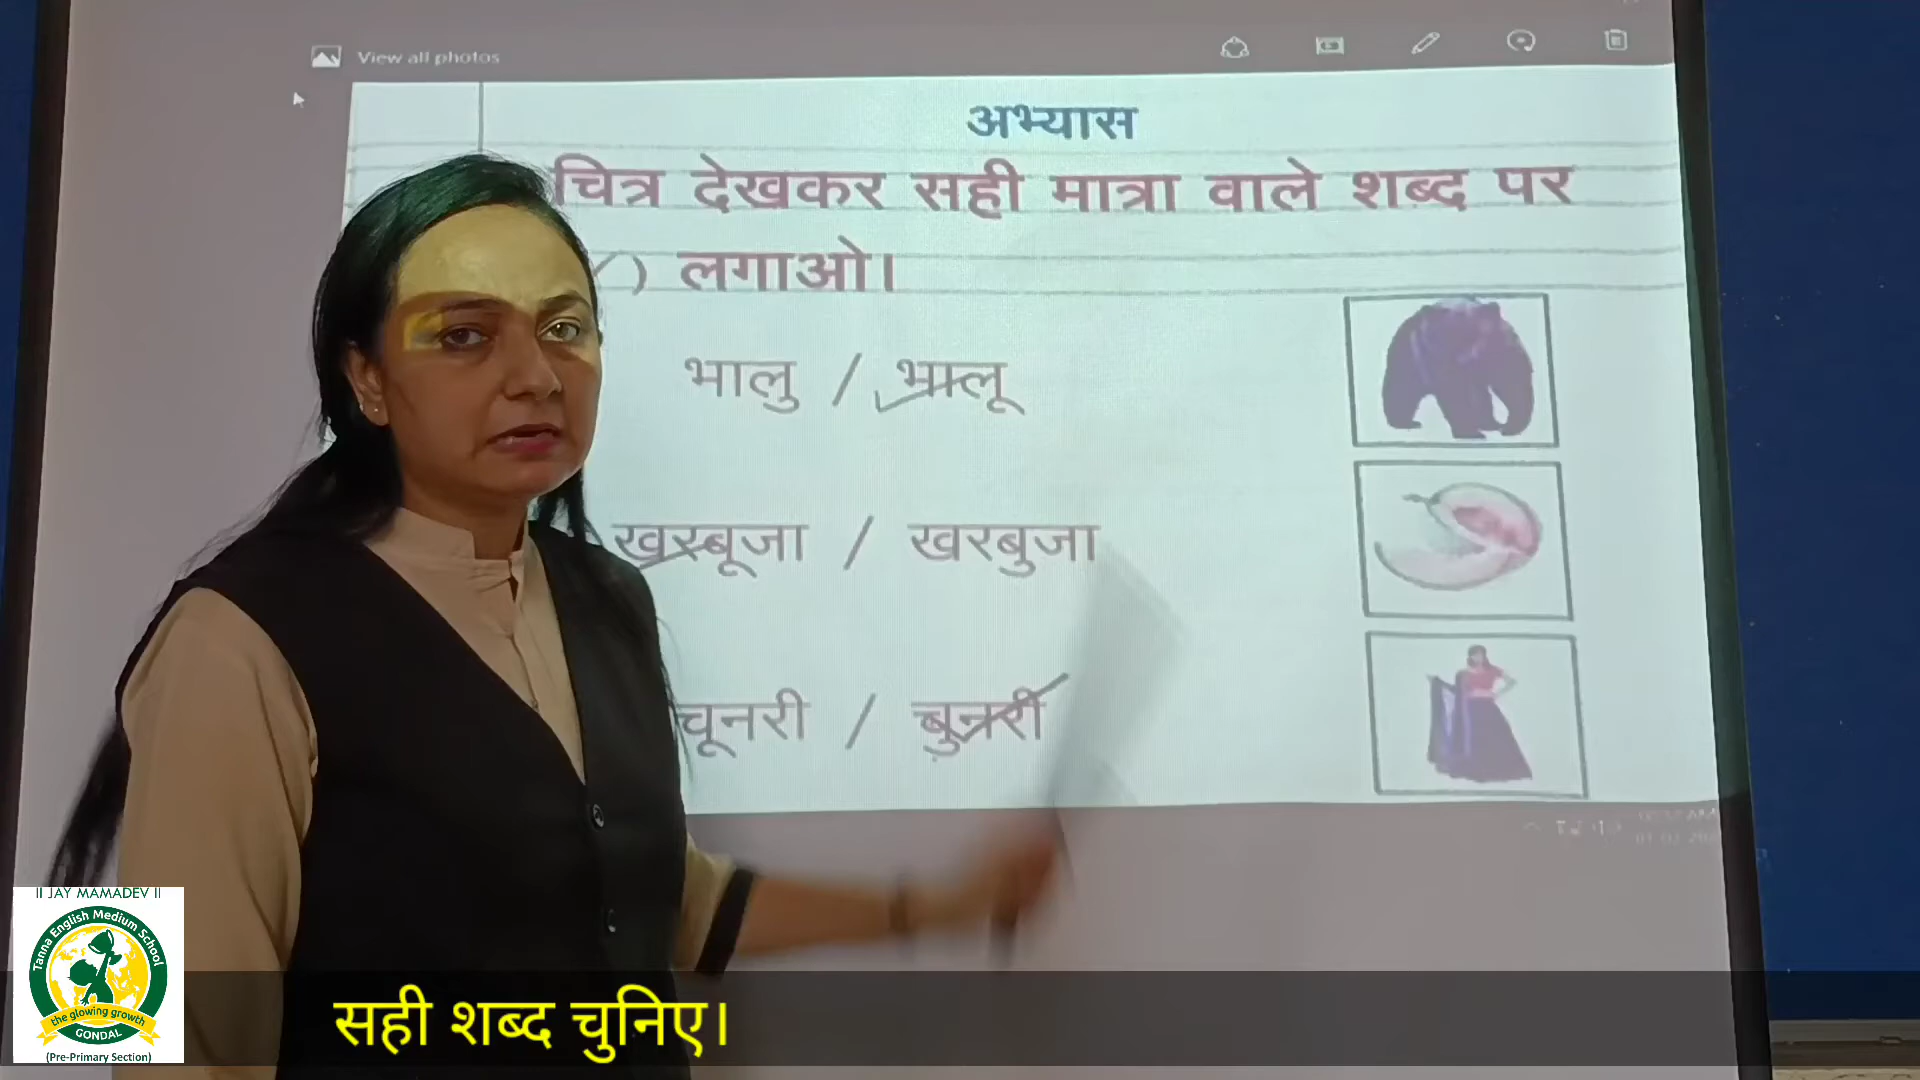 View all photos
अभ्यास
चित्र देखकर सही मात्रा वाले शब्द पर
) लगाओ।
भालु / भालू
खरबूजा / खरबुजा
चूनरी / चुनरी
II JAY MAMADEV II
Tanna English Medium School
the glowing growth
GONDAL
(Pre-Primary Section)
सही शब्द चुनिए।